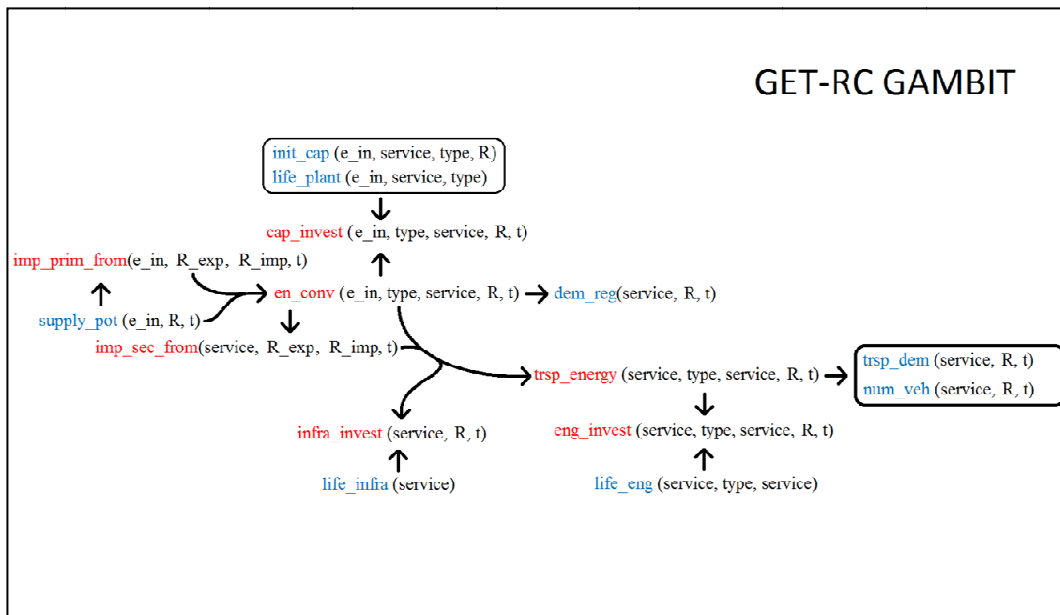 GET-RC GAMBIT
init_cap (e_in, service, type, R)
life_plant (e_in, service, type)
cap_invest (e_in, type, service, R, t)
imp_prim_from(e_in, R_exp, R_imp, t)
en_conv (e_in, type, service, R, t)
dem_reg(service, R, t)
supply_pot (e_in, R, t)
imp_sec_from(service, R_exp, R_imp, t)
trsp_dem (service, R, t)
trsp_energy (service, type, service, R, t)
num_veh (service, R, t)
infra_invest (service, R, t)
eng_invest (service, type, service, R, t)
life_infra (service)
life_eng (service, type, service)